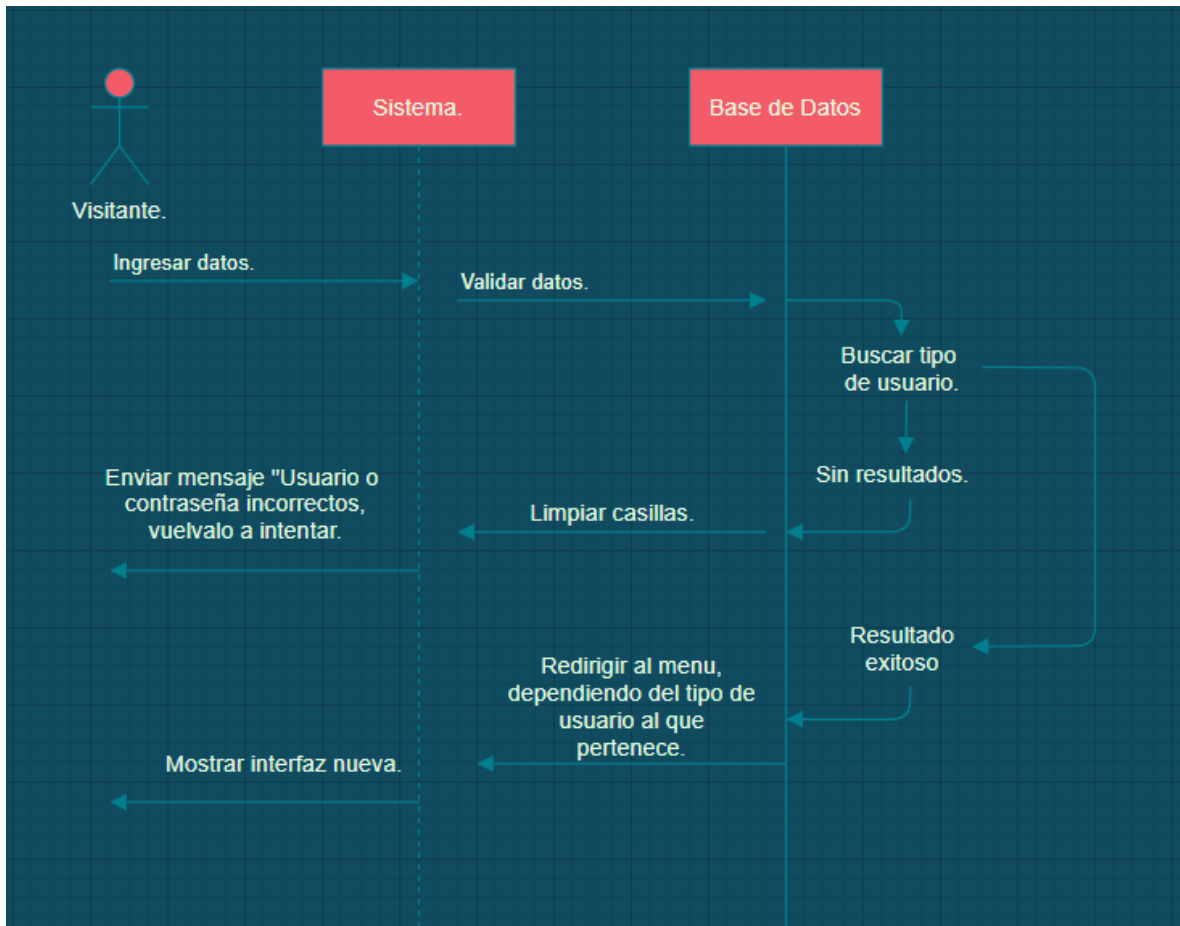 Sistema.
Base de Datos
Visitante.
Ingresar datos.
Validar datos.
Buscar tipo
de usuario.
Sin resultados.
Enviar mensaje "Usuario o
contraseña incorrectos,
vuelvalo a intentar.
Limpiar casillas.
Resultado
exitoso
Redirigir al menu,
dependiendo del tipo de
usuario al que
pertenece.
Mostrar interfaz nueva.